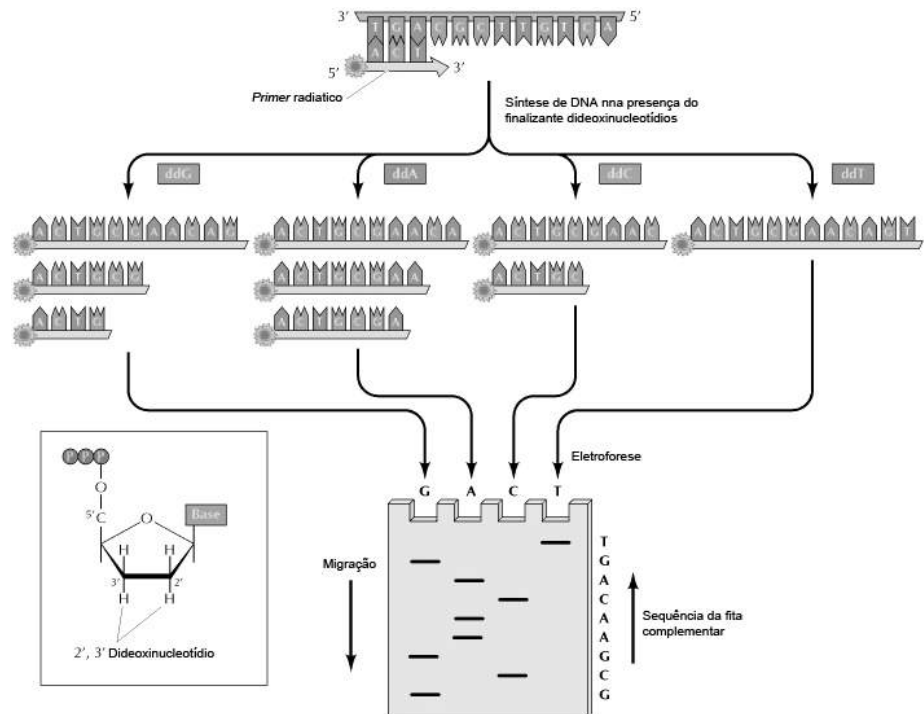 3′ 5′
T G A C G C T T G T C A
A C T
5′ 3′
Primer radiatico
Síntese de DNA nna presença do
finalizante dideoxinucleotídios
ddG ddA ddC ddT
A C T G C G A A C A G
A C T G C G A A C A
A C T G C G A A C
A C T G C G A A C A G T
A C T G C G
A C T G C G A A
A C T G C
A C T G
A C T G C G A
Eletroforese
G A C T
P P P
O
5′ C
O
Base
H H
3′ 2′
H H
2′, 3′ Dideoxinucleotídio
Migração
T
G
A
C
A
A
G
C
G
Sequência da fita
complementar